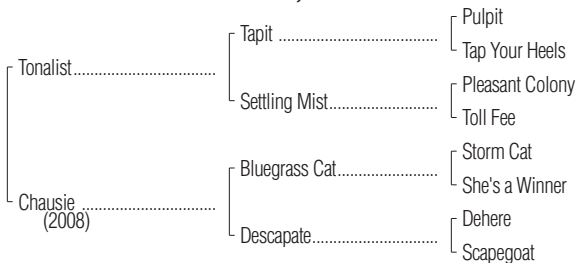 Pulpit
Tapit ........................................
Tap Your Heels
Tonalist...................................
Pleasant Colony
Settling Mist...........................
Toll Fee
Storm Cat
Bluegrass Cat.........................
She's a Winner
Chausie .................................
(2008)
Dehere
Descapate...............................
Scapegoat